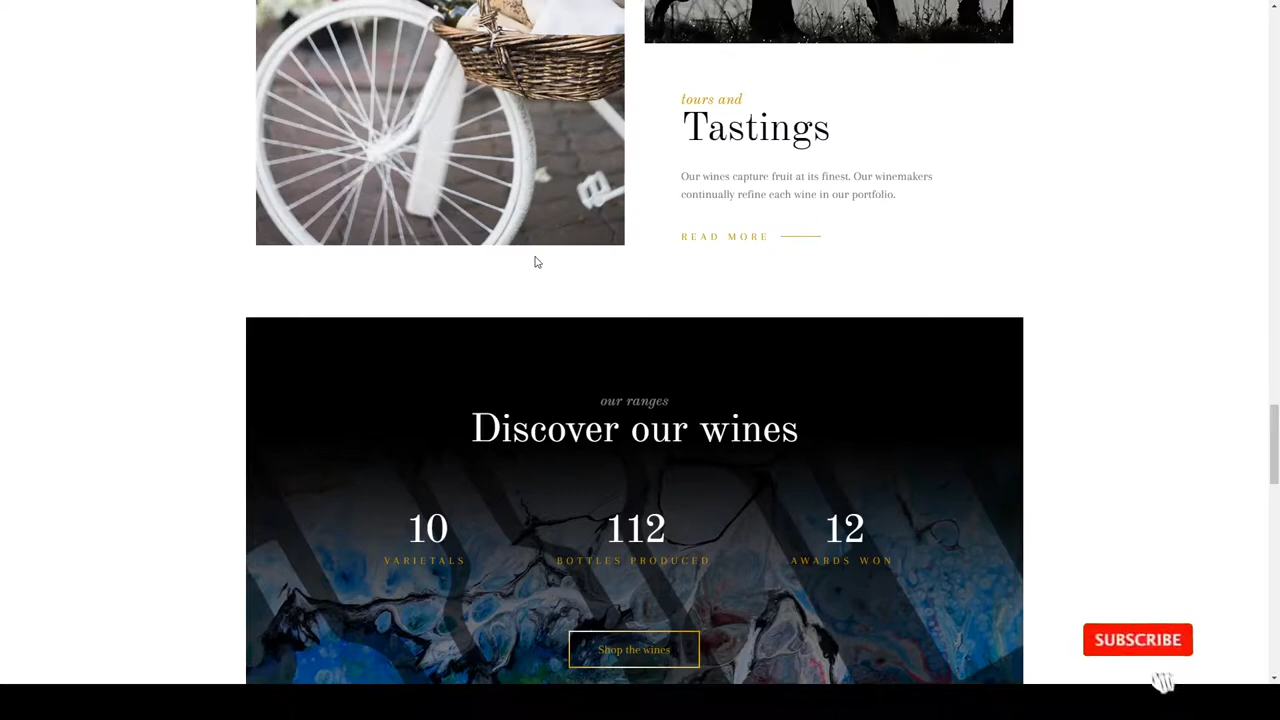 tours and
Tastings
Our wines capture fruit at its finest. Our winemakers
continually refine each wine in our portfolio.
READ MORE
our ranges
Discover our wines
10
VARIETALS
112
BOTTLES PRODUCED
12
AWARDS WON
Shop the wines
SUBSCRIBE